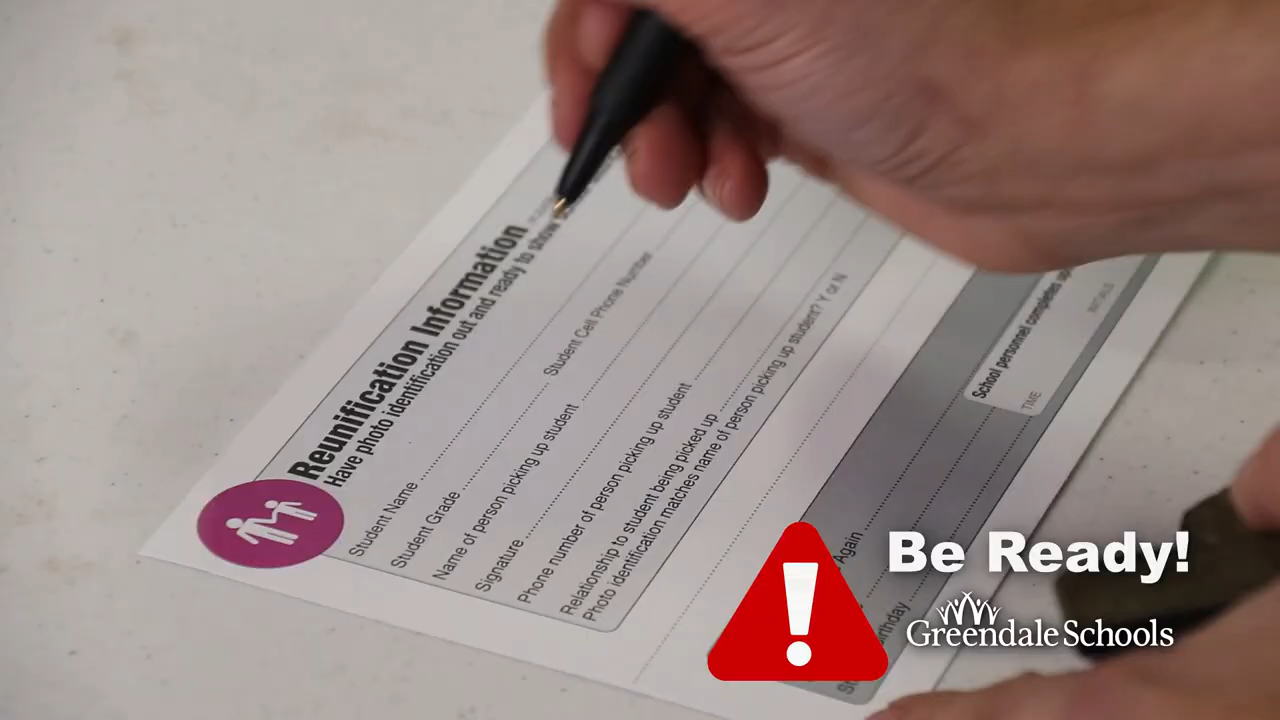 Reunification Information
Have photo identification out and ready to show
Student Name
Student Grade
Student Cell Phone Number
Name of person picking up student
Signature
Phone number of person picking up student
Relationship to student being picked up
Photo identification matches name of person picking up student? Y or N
School personnel completes
TIME
INITIALS
Again
Be Ready!
Greendale Schools